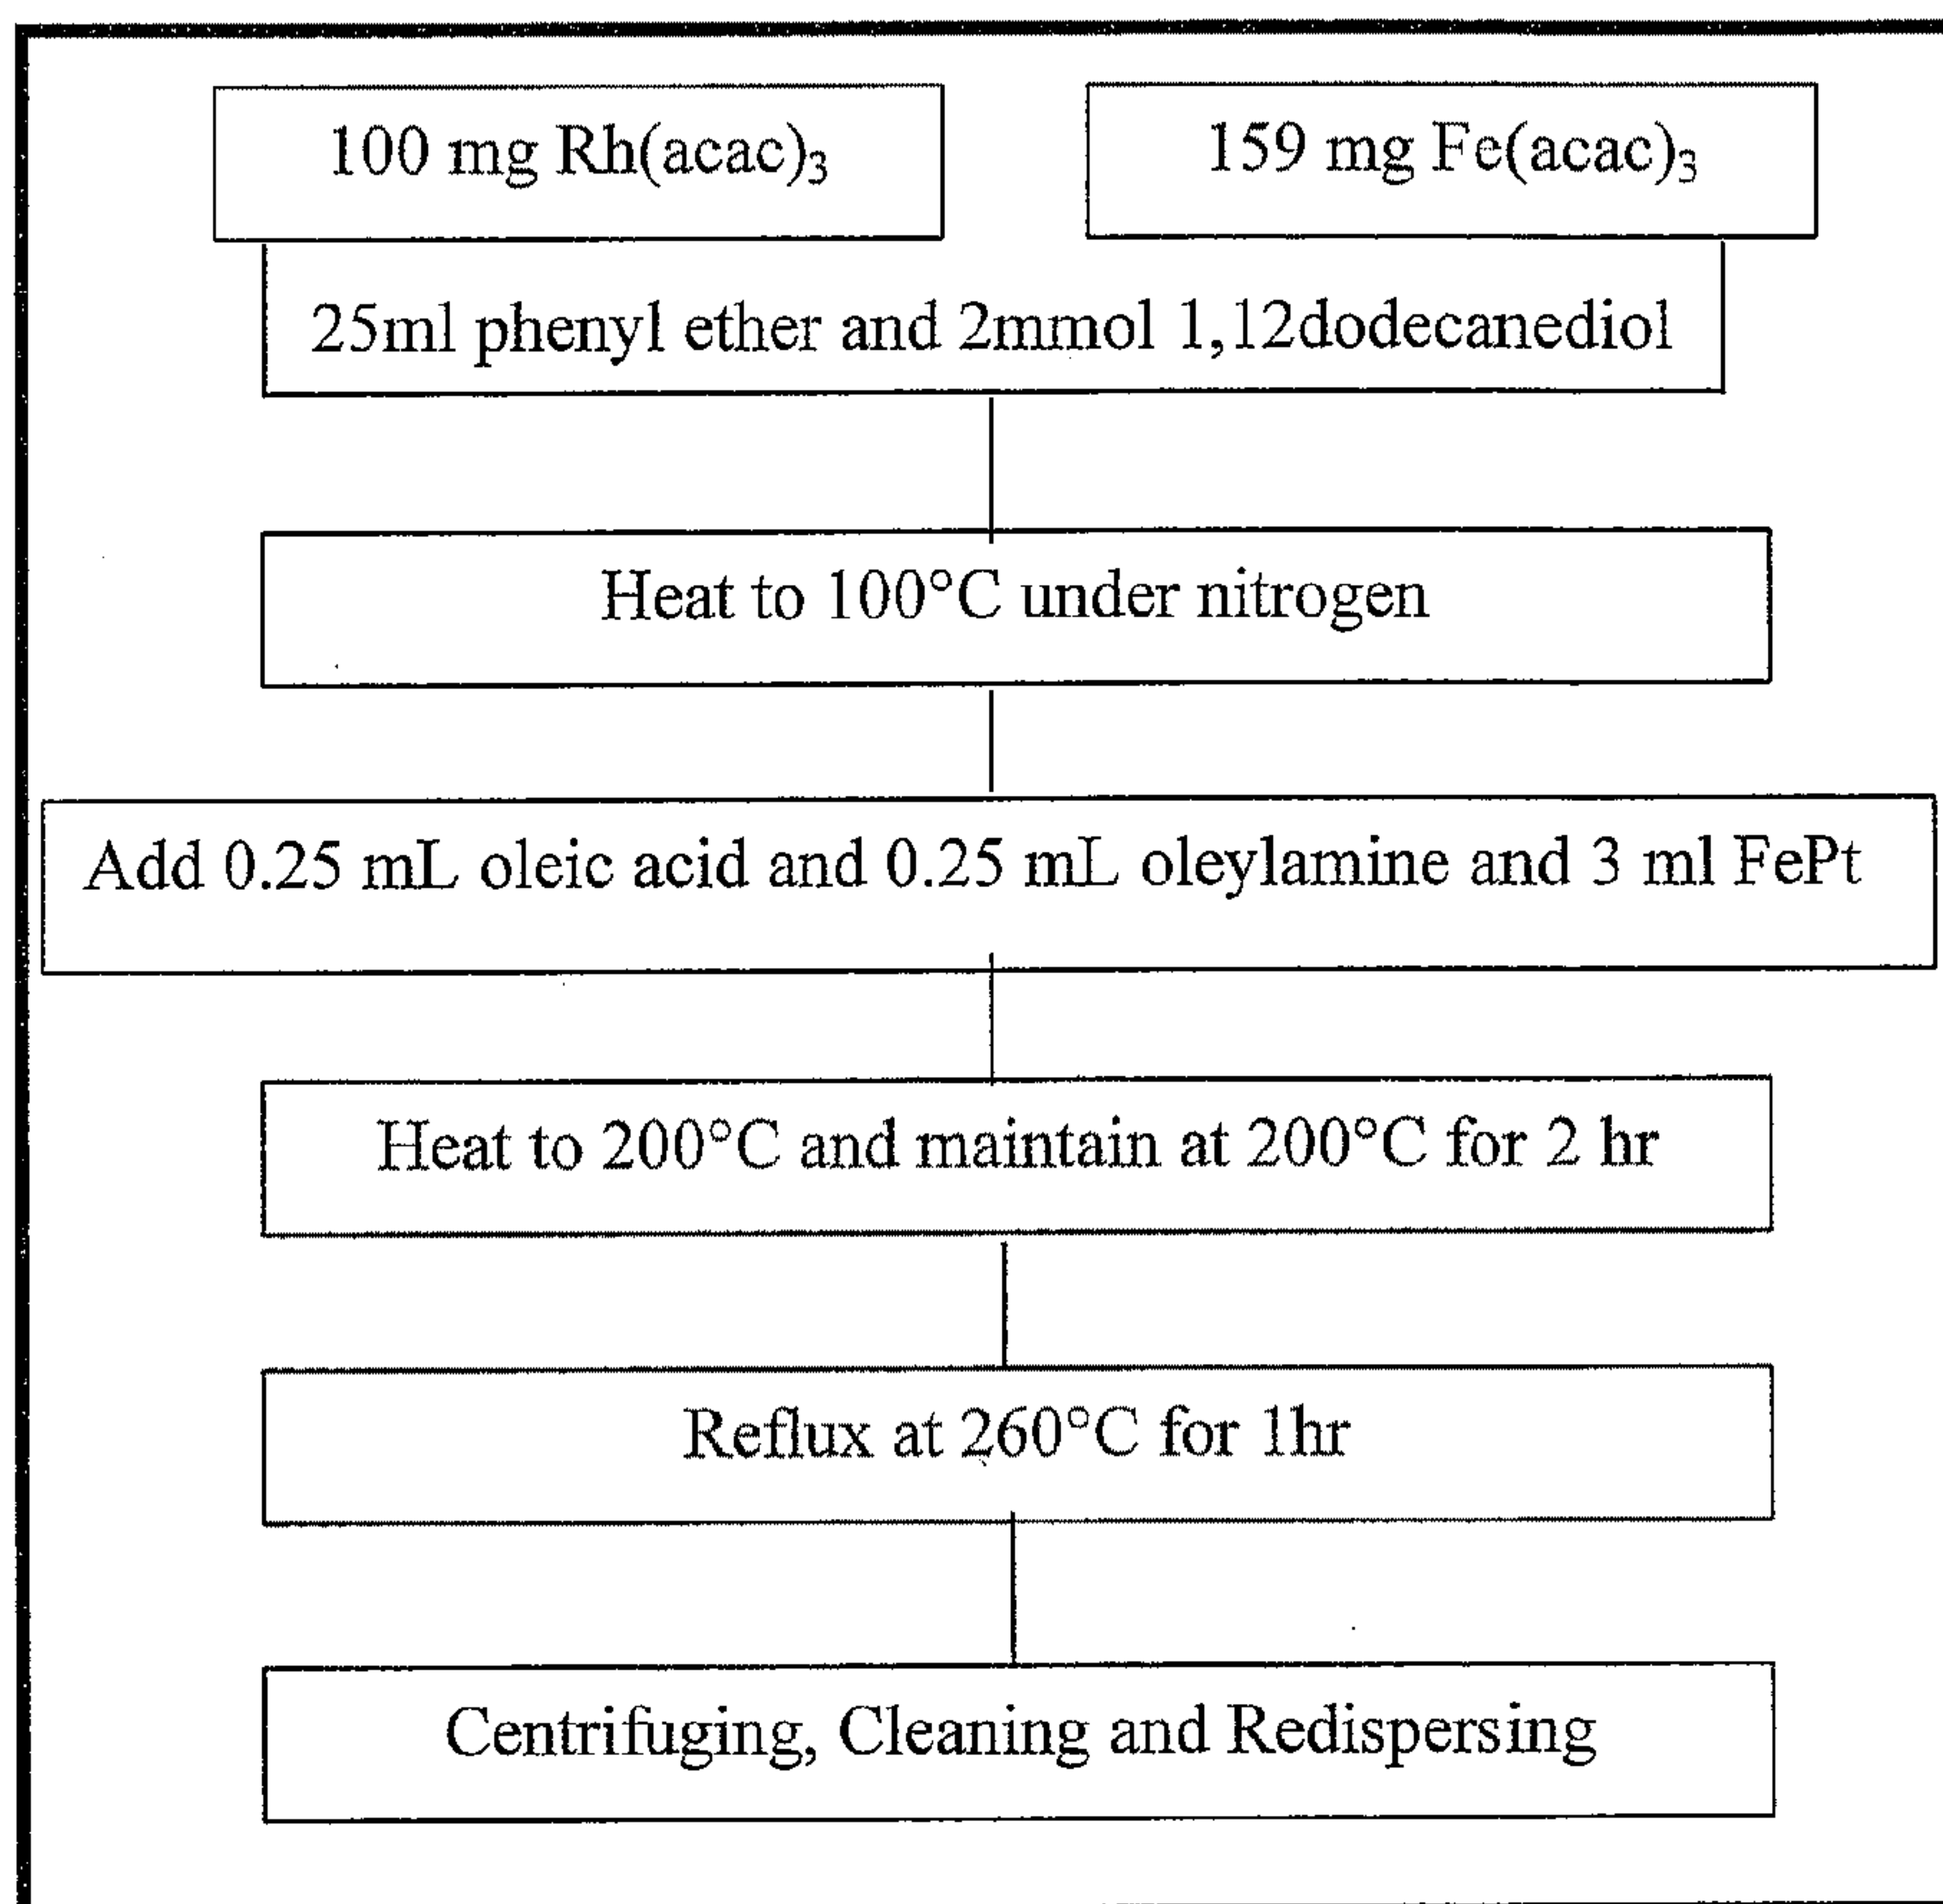 100 mg Rh(acac)₃
159 mg Fe(acac)₃
25ml phenyl ether and 2mmol 1,12dodecanediol
Heat to 100°C under nitrogen
Add 0.25 mL oleic acid and 0.25 mL oleylamine and 3 ml FePt
Heat to 200°C and maintain at 200°C for 2 hr
Reflux at 260°C for 1hr
Centrifuging, Cleaning and Redispersing